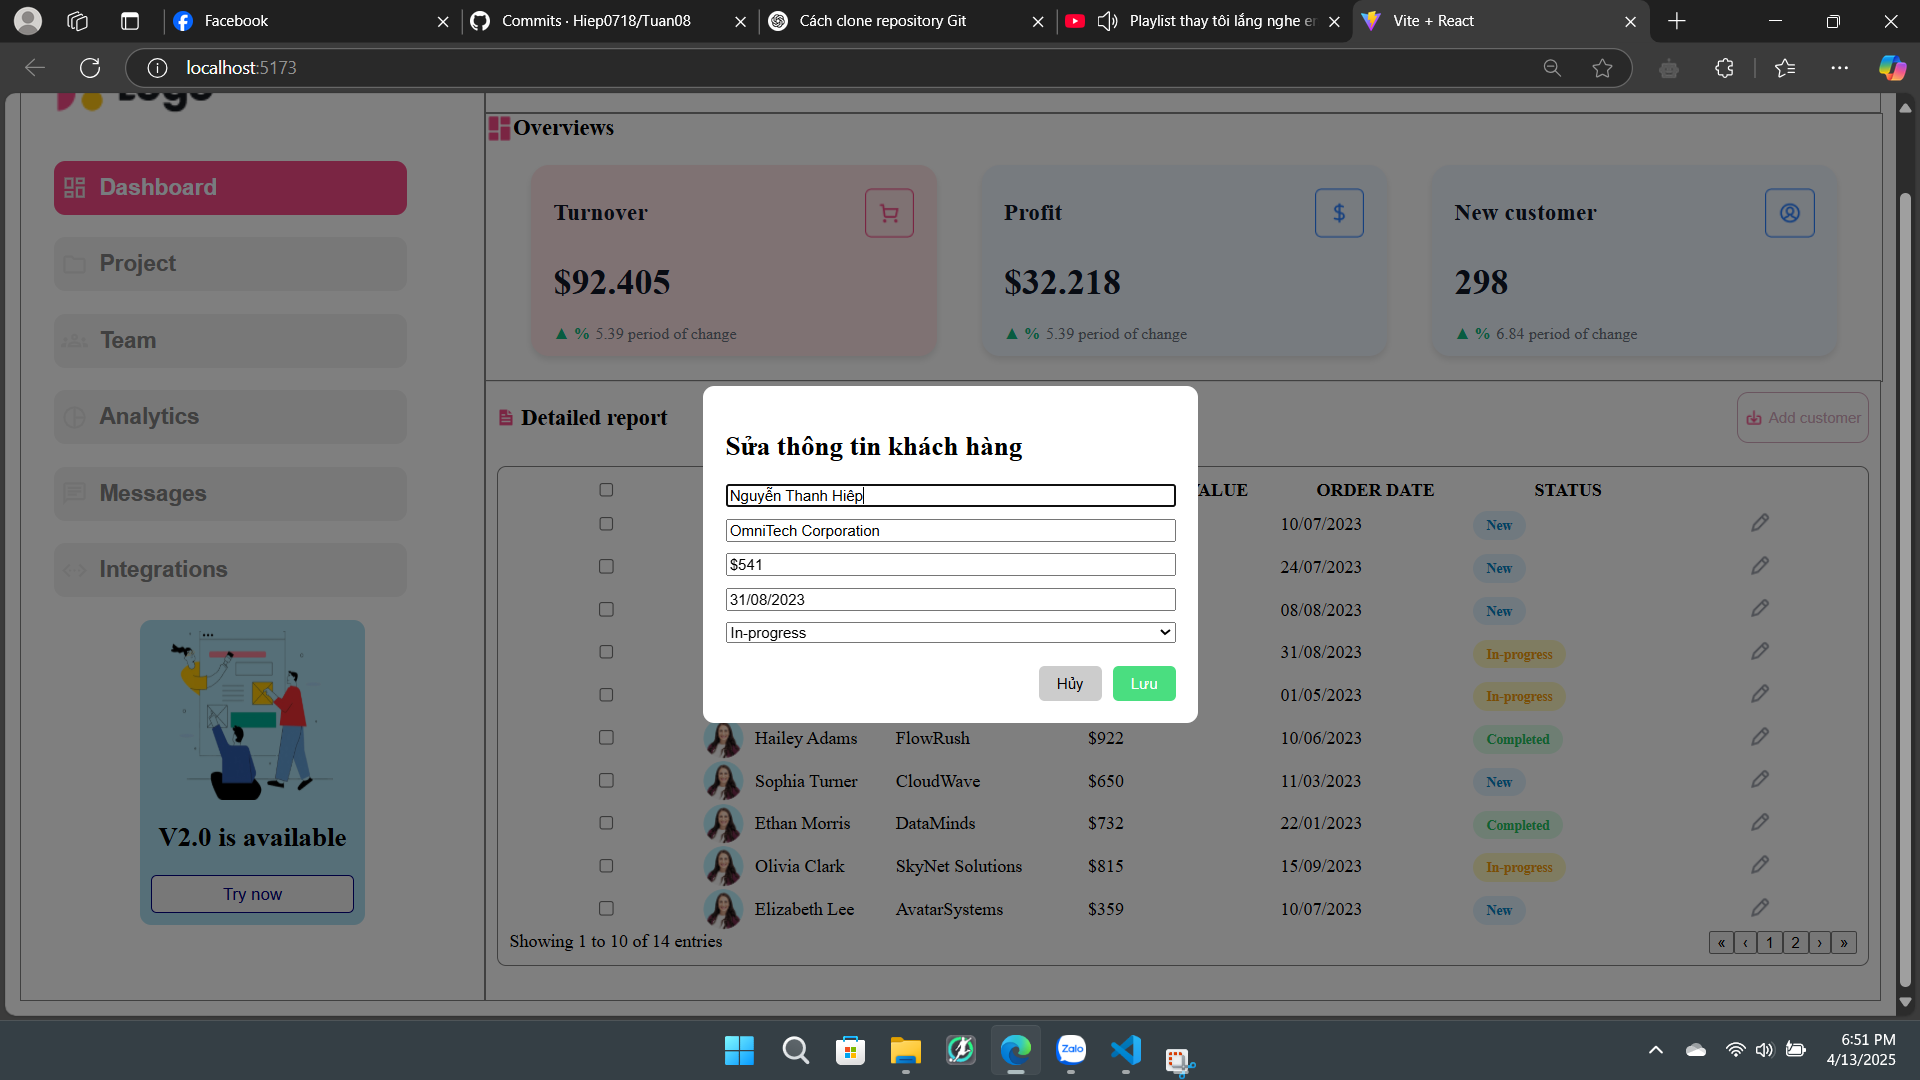 Facebook
Commits · Hiep0718/Tuan08
Cách clone repository Git
Playlist thay tôi lắng nghe e
Vite + React
localhost:5173
Logo
Overviews
Dashboard
Project
Team
Analytics
Messages
Integrations
V2.0 is available
Try now
Turnover
$92.405
▲ % 5.39 period of change
Profit
$
$32.218
▲ % 5.39 period of change
New customer
298
▲ % 6.84 period of change
Detailed report
Add customer
Sửa thông tin khách hàng
Nguyễn Thanh Hiêp
OmniTech Corporation
$541
31/08/2023
In-progress
Hủy
Lưu
VALUE ORDER DATE STATUS
10/07/2023 New
24/07/2023 New
08/08/2023 New
31/08/2023 In-progress
01/05/2023 In-progress
Hailey Adams FlowRush $922 10/06/2023 Completed
Sophia Turner CloudWave $650 11/03/2023 New
Ethan Morris DataMinds $732 22/01/2023 Completed
Olivia Clark SkyNet Solutions $815 15/09/2023 In-progress
Elizabeth Lee AvatarSystems $359 10/07/2023 New
Showing 1 to 10 of 14 entries
« ‹ 1 2 › »
Zalo
6:51 PM
4/13/2025